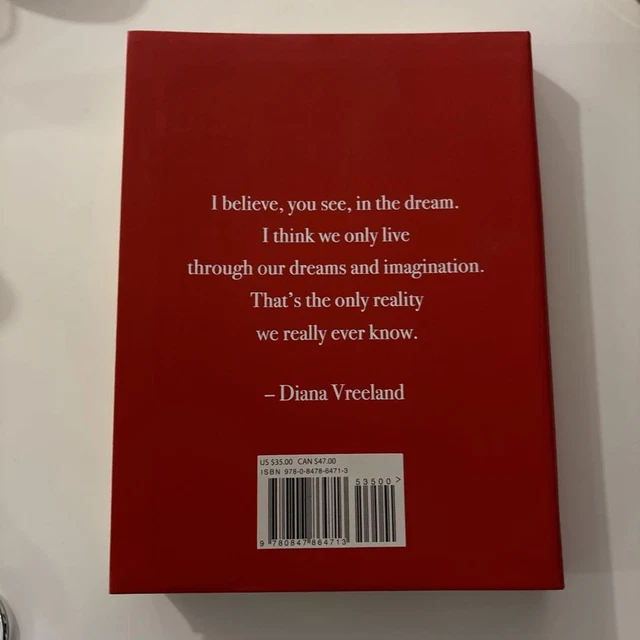 I believe, you see, in the dream.
I think we only live
through our dreams and imagination.
That's the only reality
we really ever know.
– Diana Vreeland
US $35.00 CAN $47.00
ISBN 978-0-8478-6471-3
53500 >
9 780847 864713